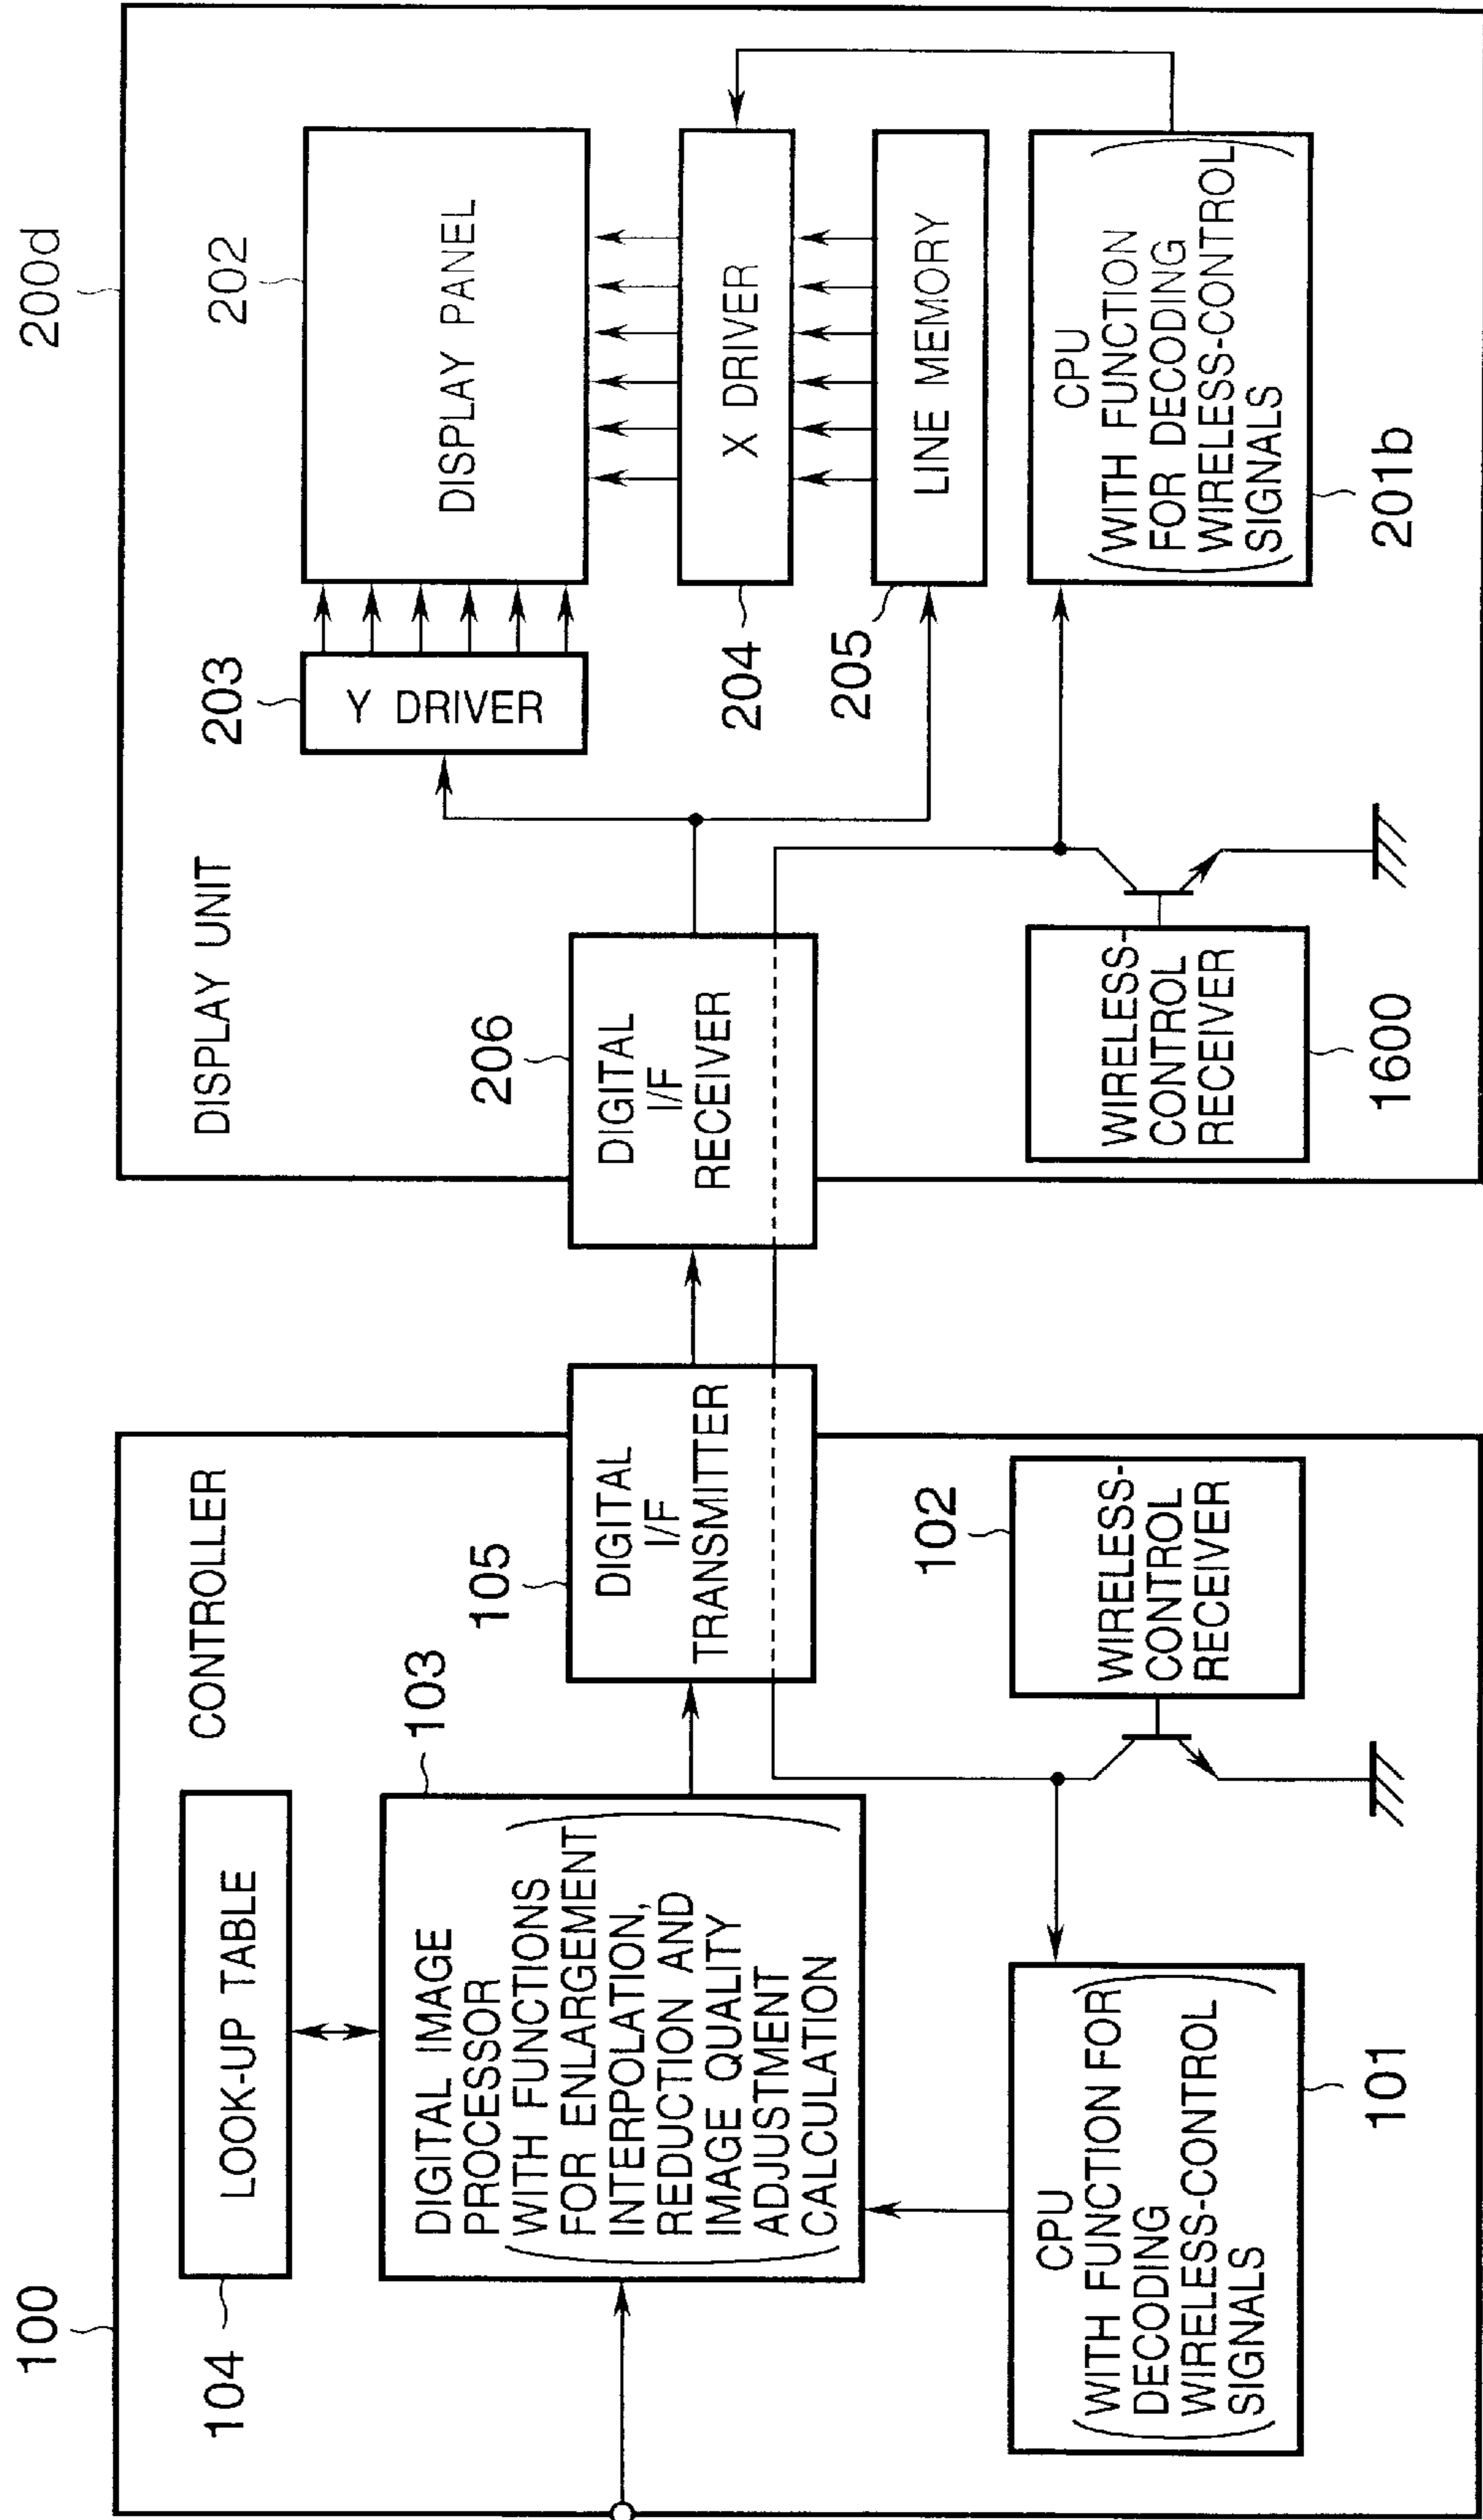 100
CONTROLLER
104
LOOK-UP TABLE
103
DIGITAL IMAGE
PROCESSOR
(WITH FUNCTIONS
FOR ENLARGEMENT
INTERPOLATION,
REDUCTION AND
IMAGE QUALITY
ADJUSTMENT
CALCULATION)
105
DIGITAL
I/F
TRANSMITTER
102
WIRELESS-
CONTROL
RECEIVER
CPU
(WITH FUNCTION FOR
DECODING
WIRELESS-CONTROL
SIGNALS)
101
200d
DISPLAY UNIT
203
Y DRIVER
202
DISPLAY PANEL
206
DIGITAL
I/F
RECEIVER
204
X DRIVER
205
LINE MEMORY
CPU
(WITH FUNCTION
FOR DECODING
WIRELESS-CONTROL
SIGNALS)
201b
WIRELESS-
CONTROL
RECEIVER
1600